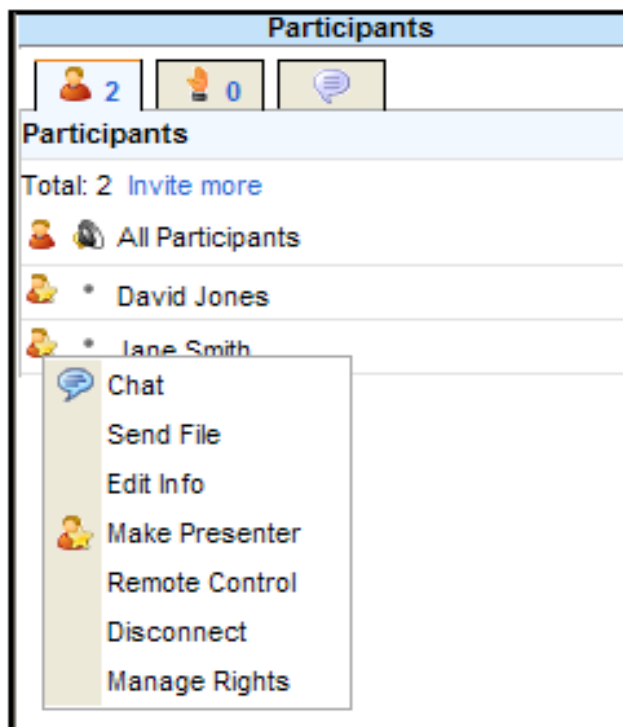 Participants
2 0
Participants
Total: 2 Invite more
All Participants
David Jones
Jane Smith
Chat
Send File
Edit Info
Make Presenter
Remote Control
Disconnect
Manage Rights